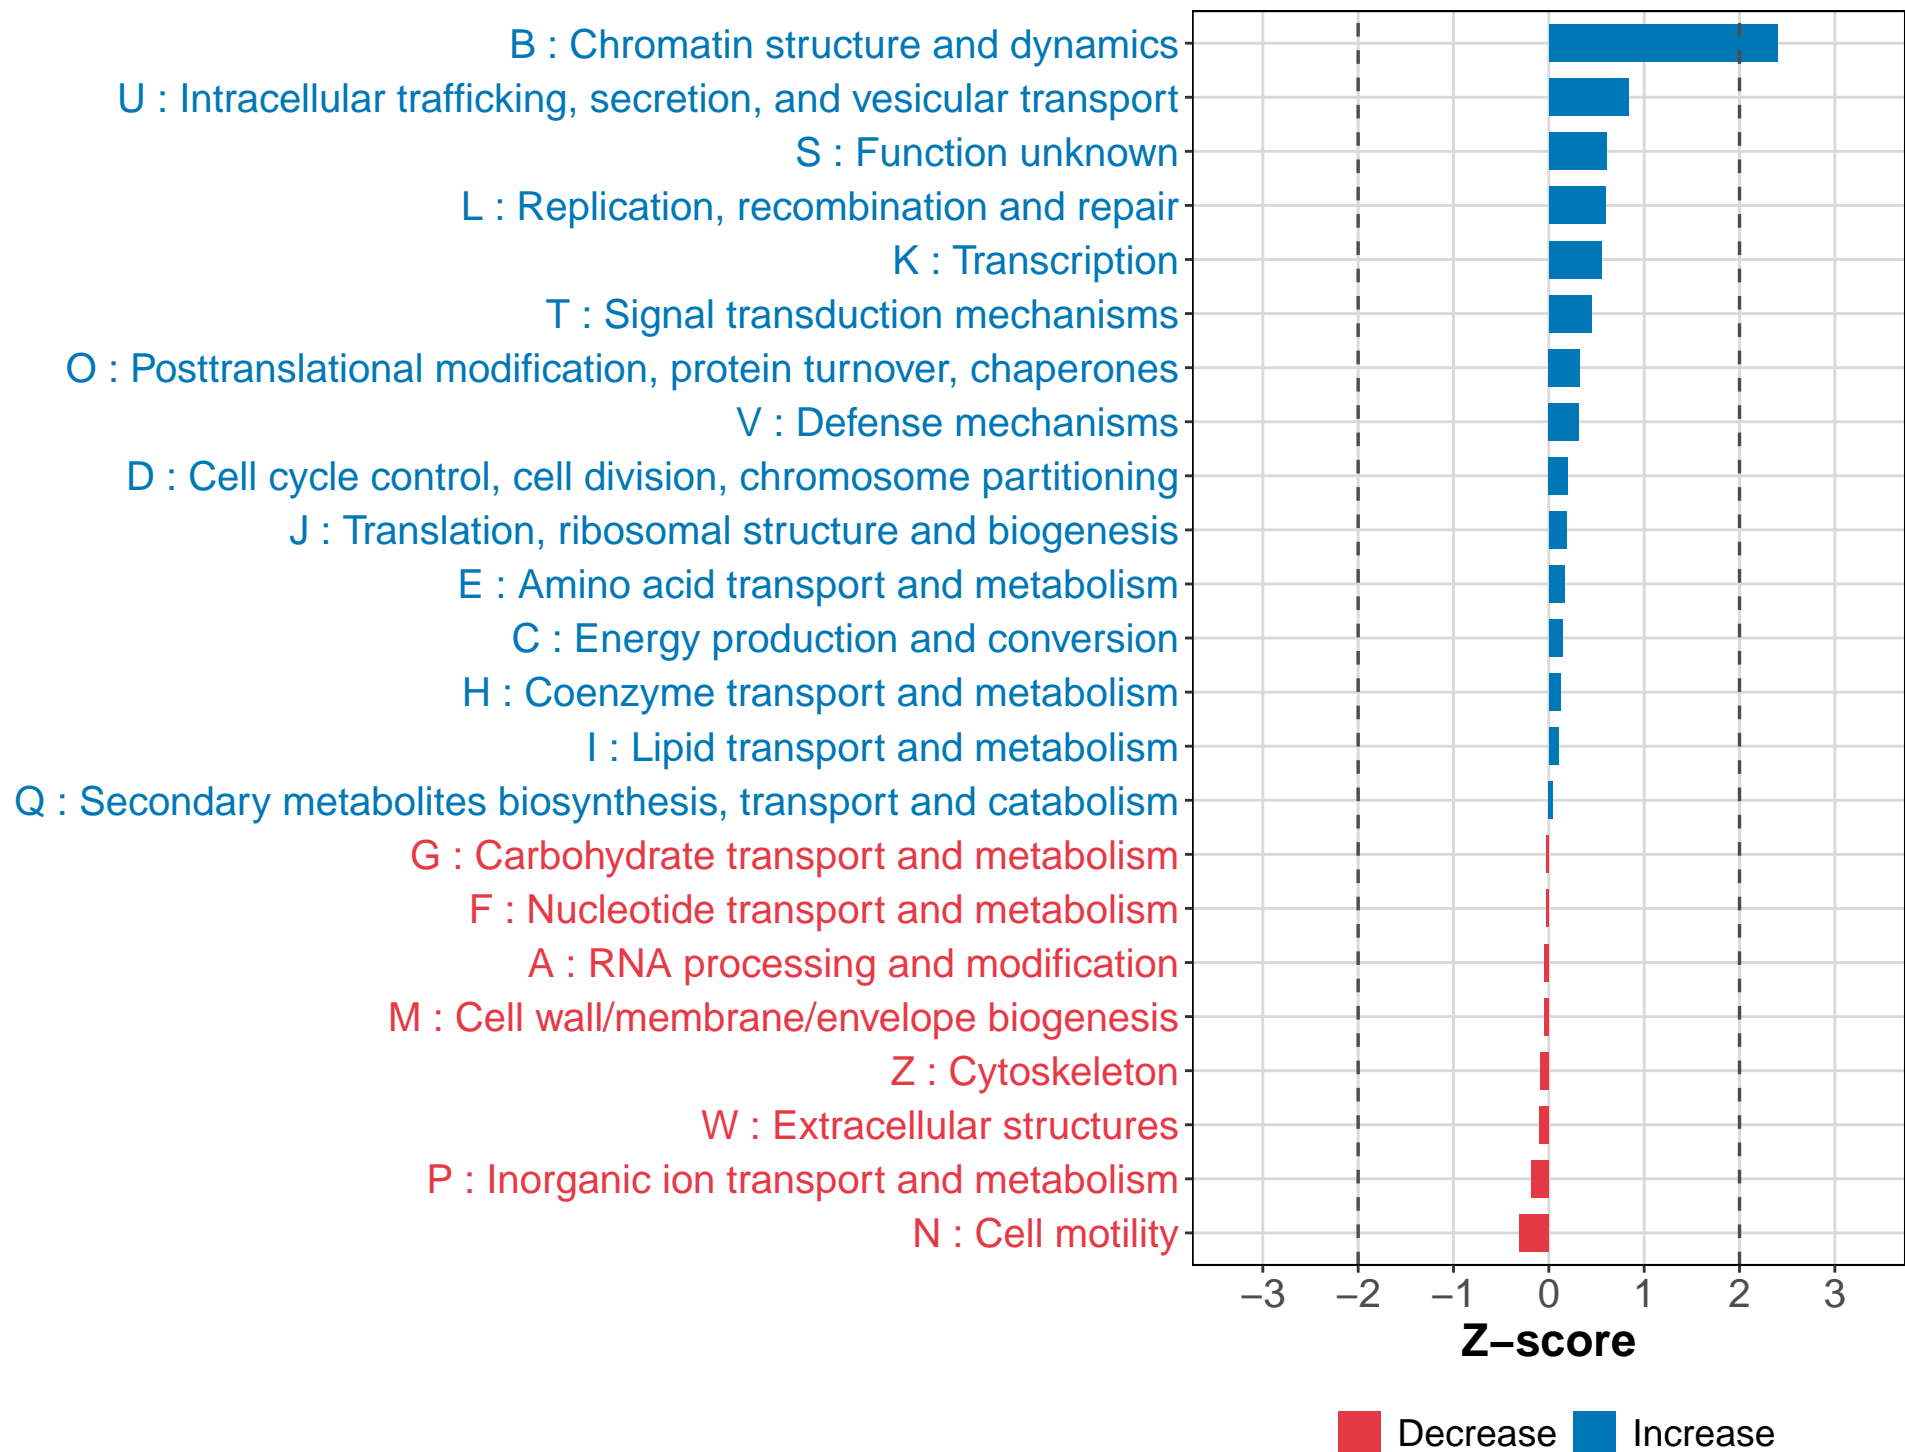 B : Chromatin structure and dynamics
U : Intracellular trafficking, secretion, and vesicular transport
S : Function unknown
L : Replication, recombination and repair
K : Transcription
T : Signal transduction mechanisms
O : Posttranslational modification, protein turnover, chaperones
V : Defense mechanisms
D : Cell cycle control, cell division, chromosome partitioning
J : Translation, ribosomal structure and biogenesis
E : Amino acid transport and metabolism
C : Energy production and conversion
H : Coenzyme transport and metabolism
I : Lipid transport and metabolism
Q : Secondary metabolites biosynthesis, transport and catabolism
G : Carbohydrate transport and metabolism
F : Nucleotide transport and metabolism
A : RNA processing and modification
M : Cell wall/membrane/envelope biogenesis
Z : Cytoskeleton
W : Extracellular structures
P : Inorganic ion transport and metabolism
N : Cell motility
−3 −2 −1 0 1 2 3
Z−score
Decrease Increase